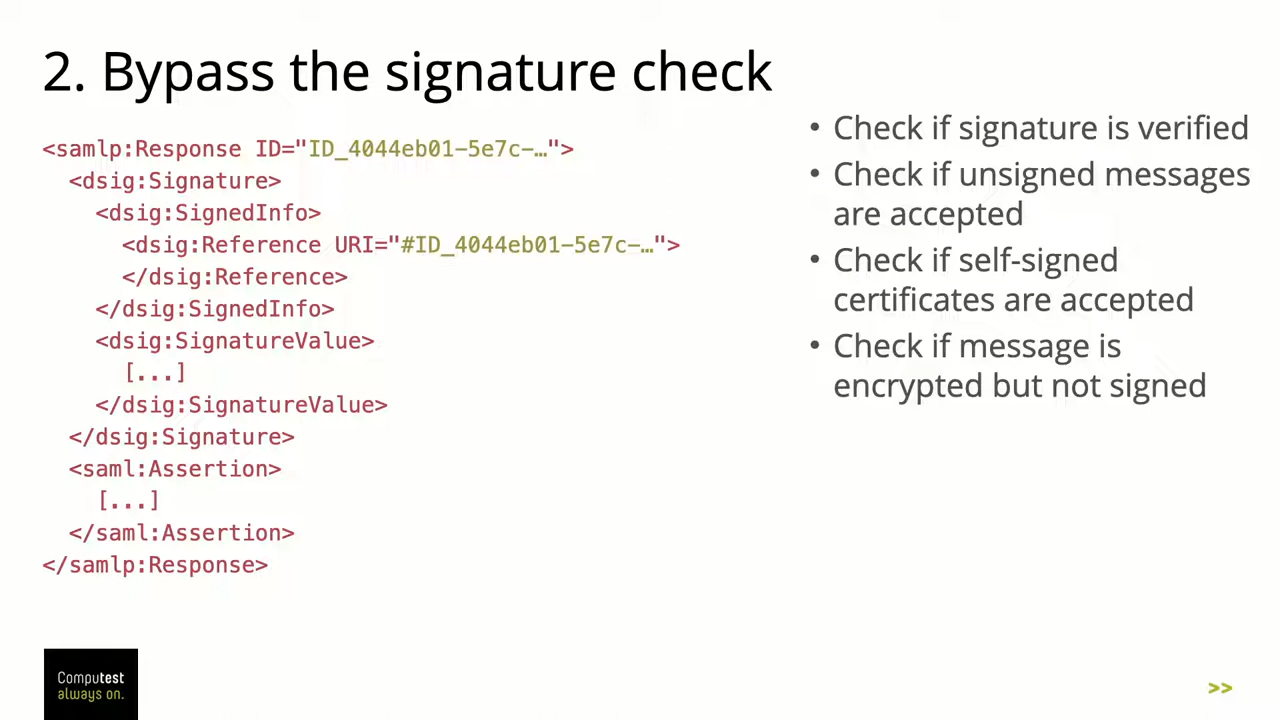 2. Bypass the signature check
<samlp:Response ID="ID_4044eb01-5e7c-…">
<dsig:Signature>
<dsig:SignedInfo>
<dsig:Reference URI="#ID_4044eb01-5e7c-…">
</dsig:Reference>
</dsig:SignedInfo>
<dsig:SignatureValue>
[...]
</dsig:SignatureValue>
</dsig:Signature>
<saml:Assertion>
[...]
</saml:Assertion>
</samlp:Response>
• Check if signature is verified
• Check if unsigned messages
are accepted
• Check if self-signed
certificates are accepted
• Check if message is
encrypted but not signed
Computest
always on.
>>